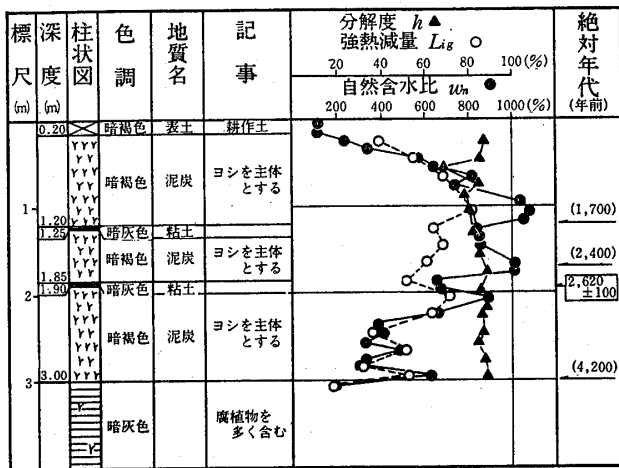 標尺(m)
深度(m)
柱状図
色調
地質名
記事
分解度 h ▲
強熱減量 Lig ○
0 20 40 60 80 100 (%)
自然含水比 wn ●
200 400 600 800 1000 (%)
絶対年代(年前)
0.20 暗褐色 表土 耕作土
暗褐色 泥炭 ヨシを主体とする
1
1.20
1.25 暗灰色 粘土
暗褐色 泥炭 ヨシを主体とする
1.85
1.90 暗灰色 粘土
2
暗褐色 泥炭 ヨシを主体とする
3 3.00
暗灰色 腐植物を多く含む
(1,700)
(2,400)
2,620
±100
(4,200)